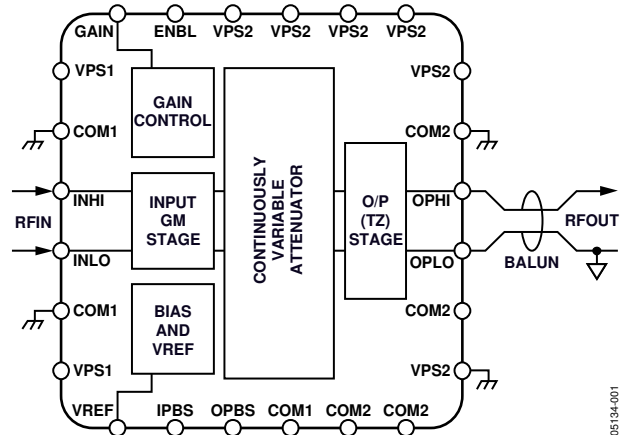 GAIN ENBL VPS2 VPS2 VPS2 VPS2
VPS1
VPS2
GAIN
CONTROL
COM1
COM2
CONTINUOUSLY
VARIABLE
ATTENUATOR
INHI
INPUT
GM
STAGE
O/P
(TZ)
STAGE
OPHI
RFIN
RFOUT
INLO
OPLO
BALUN
COM1
BIAS
AND
VREF
COM2
VPS1
VPS2
VREF IPBS OPBS COM1 COM2 COM2
05134-001